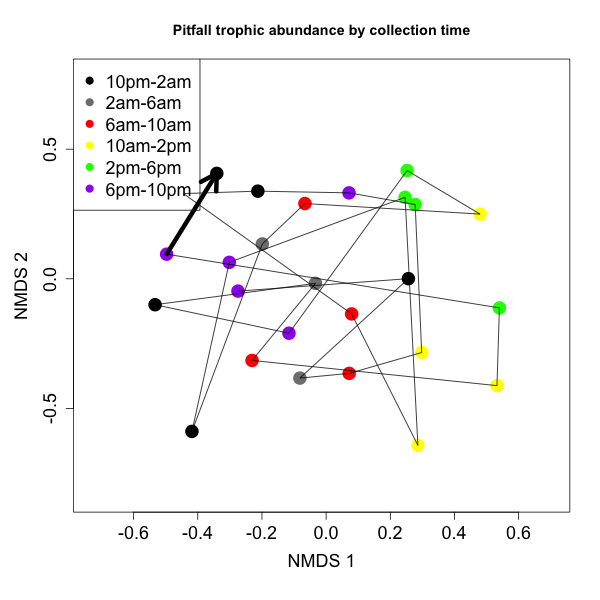 Pitfall trophic abundance by collection time
10pm-2am
2am-6am
6am-10am
10am-2pm
2pm-6pm
6pm-10pm
0.5
0.0
-0.5
NMDS 2
-0.6 -0.4 -0.2 0.0 0.2 0.4 0.6
NMDS 1